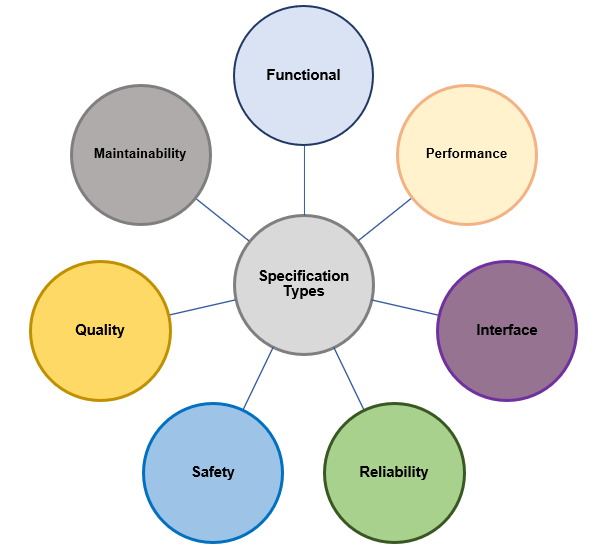 Functional
Maintainability
Performance
Specification
Types
Quality
Interface
Safety
Reliability